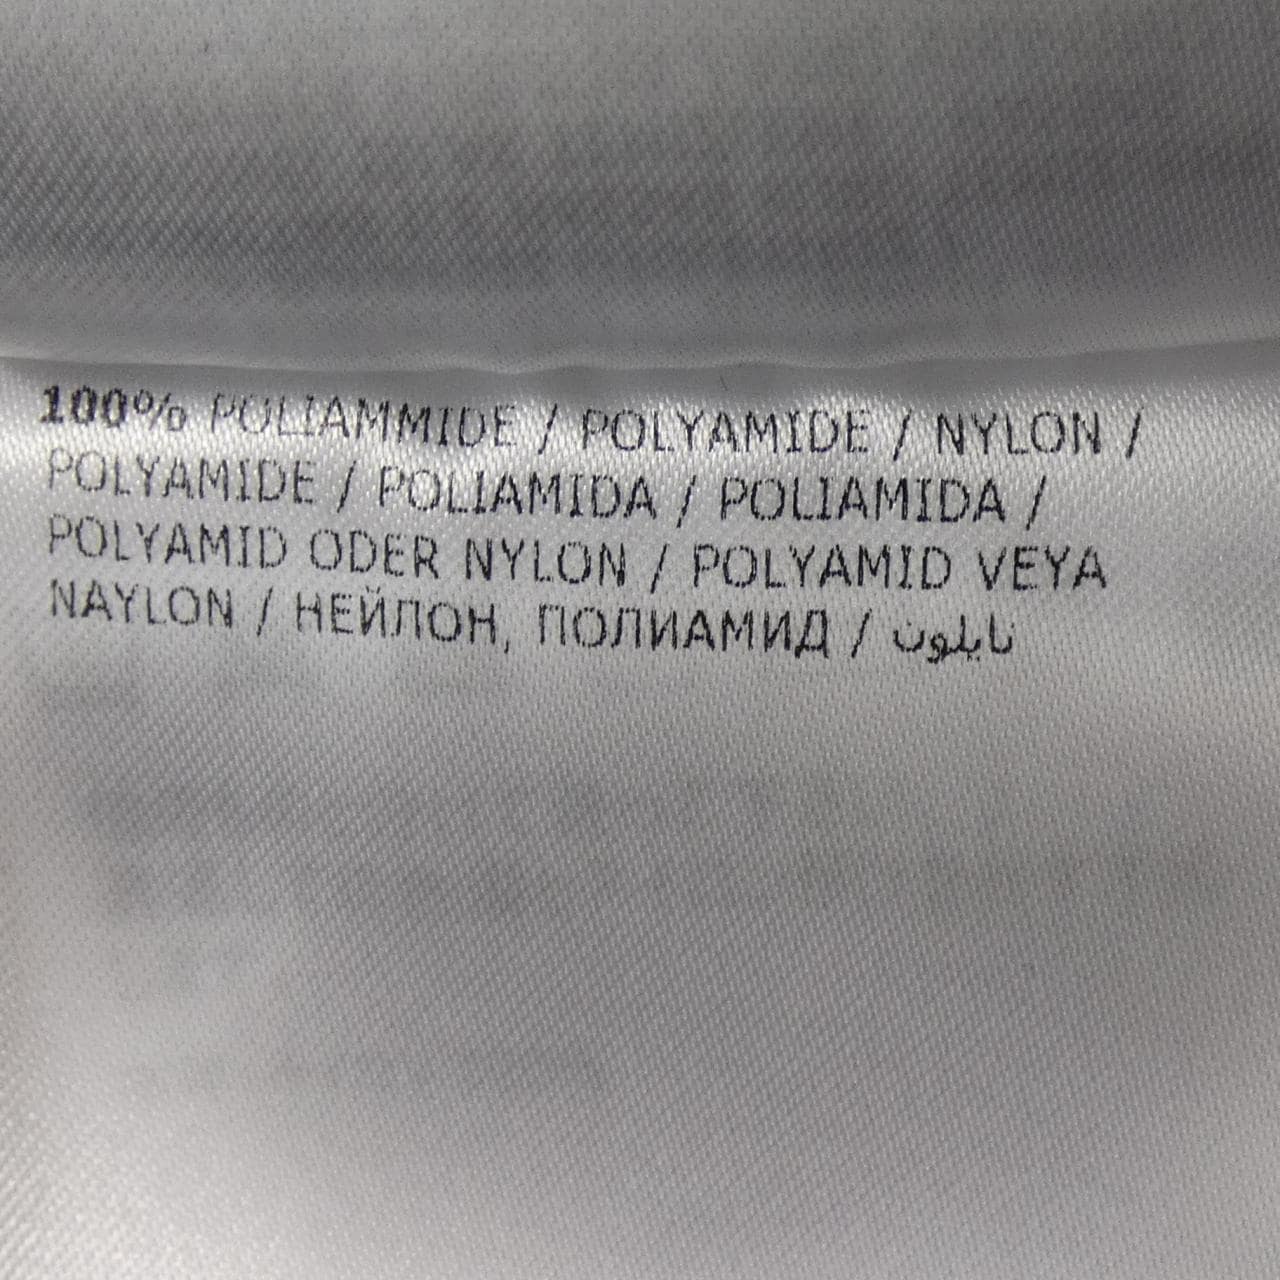 100% POLIAMMIDE / POLYAMIDE / NYLON /
POLYAMIDE / POLIAMIDA / POLIAMIDA /
POLYAMID ODER NYLON / POLYAMID VEYA
NAYLON / НЕЙЛОН, ПОЛИАМИД / نايلون